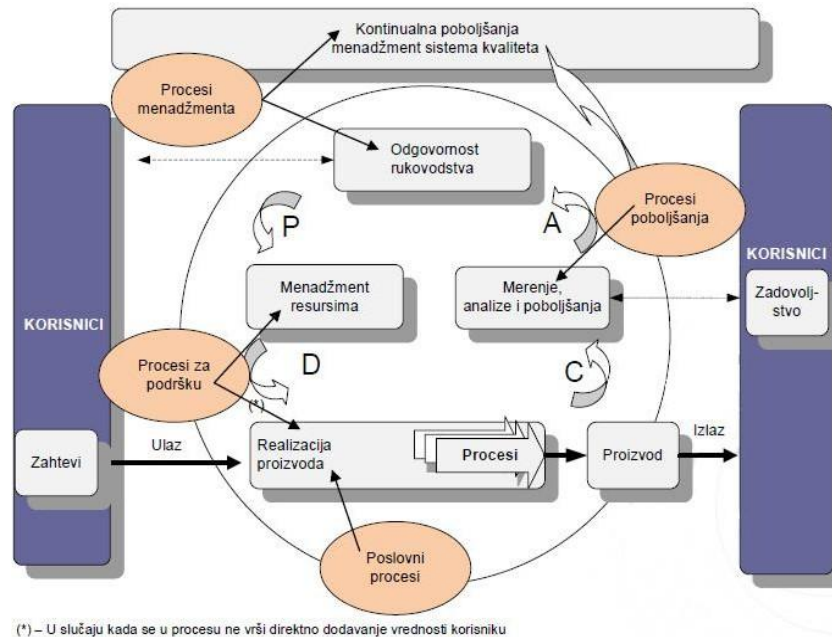 Kontinualna poboljšanja
menadžment sistema kvaliteta
Procesi
menadžmenta
Odgovornost
rukovodstva
Procesi
poboljšanja
P
A
KORISNICI
Zadovolj-
stvo
Menadžment
resursima
Merenje,
analize i poboljšanja
KORISNICI
Procesi za
podršku
D
C
(*)
Zahtevi
Ulaz
Realizacija
proizvoda
Procesi
Proizvod
Izlaz
Poslovni
procesi
(*) – U slučaju kada se u procesu ne vrši direktno dodavanje vrednosti korisniku